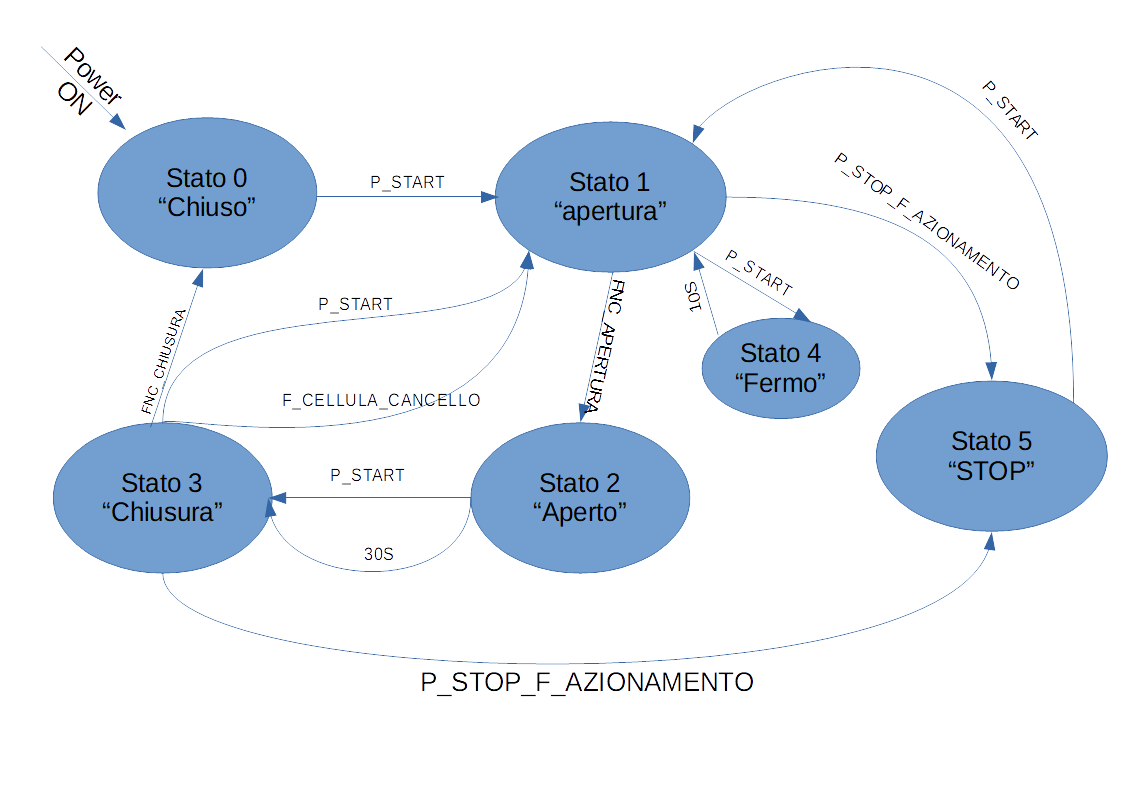 Power
ON
Stato 0
“Chiuso”
P_START
Stato 1
“apertura”
P_START
P_STOP_F_AZIONAMENTO
P_START
10S
Stato 4
“Fermo”
FNC_APERTURA
P_START
FNC_CHIUSURA
F_CELLULA_CANCELLO
Stato 5
“STOP”
Stato 3
“Chiusura”
P_START
30S
Stato 2
“Aperto”
P_STOP_F_AZIONAMENTO